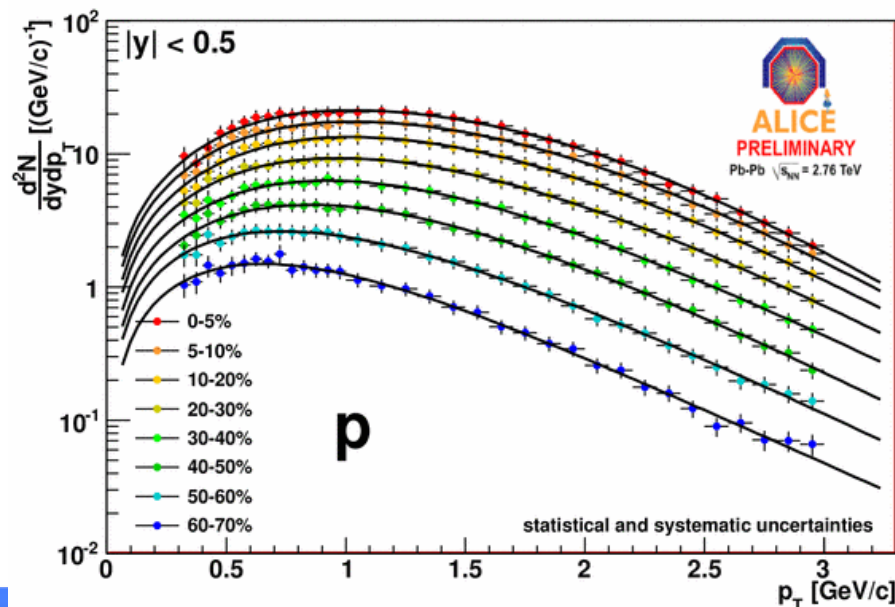 |y| < 0.5
ALICE
PRELIMINARY
Pb-Pb √sNN = 2.76 TeV
d²N
dydpT
[(GeV/c)⁻¹]
10²
10
1
10⁻¹
10⁻²
0-5%
5-10%
10-20%
20-30%
30-40%
40-50%
50-60%
60-70%
p
statistical and systematic uncertainties
0 0.5 1 1.5 2 2.5 3
pT [GeV/c]